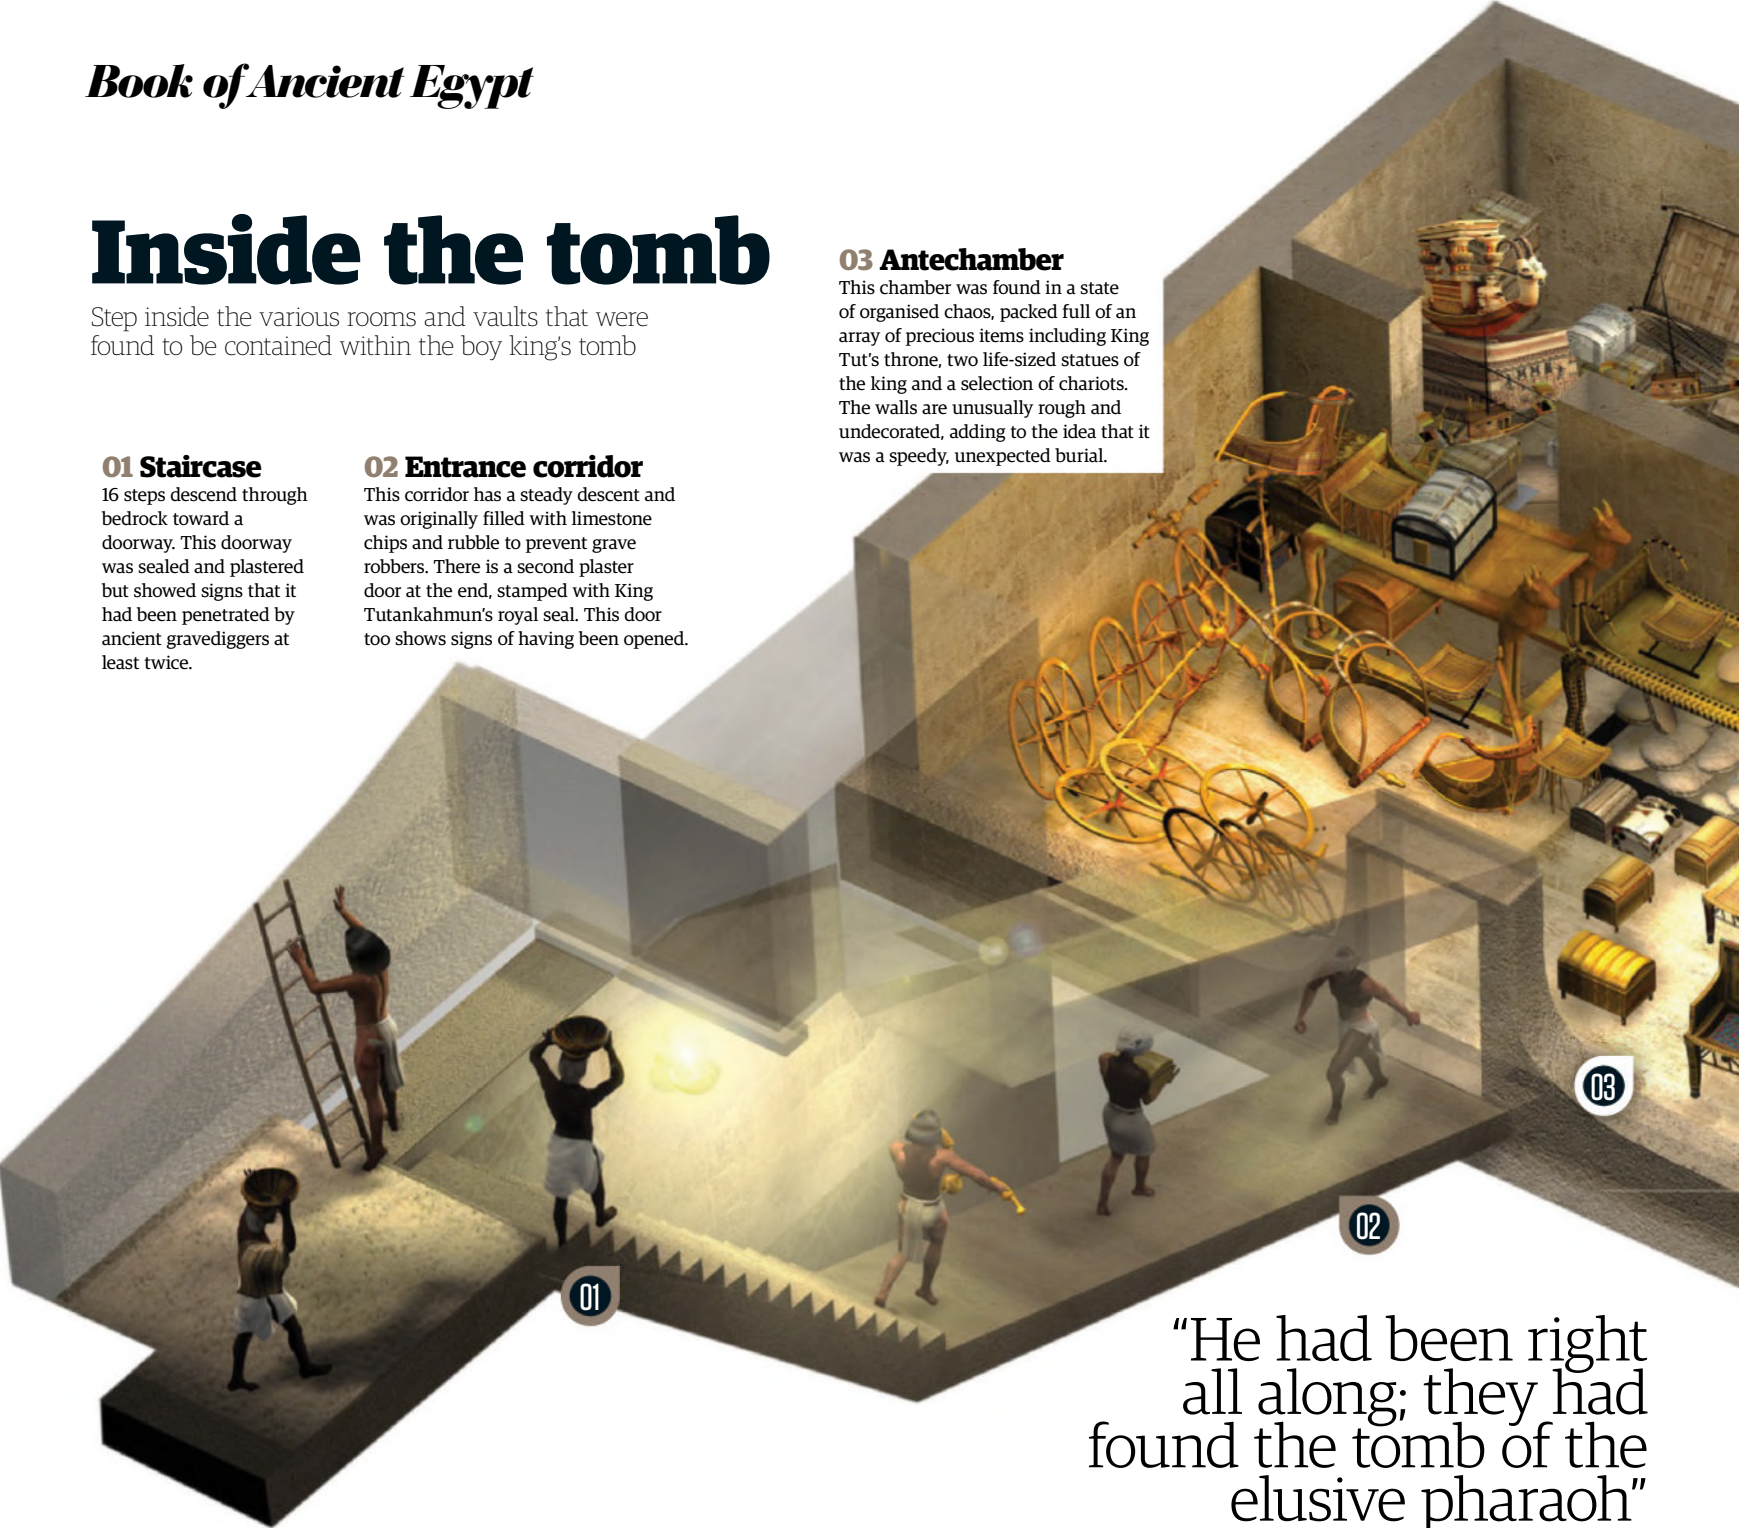 Book of Ancient Egypt
Inside the tomb
Step inside the various rooms and vaults that were
found to be contained within the boy king's tomb
01 Staircase
16 steps descend through
bedrock toward a
doorway. This doorway
was sealed and plastered
but showed signs that it
had been penetrated by
ancient gravediggers at
least twice.
02 Entrance corridor
This corridor has a steady descent and
was originally filled with limestone
chips and rubble to prevent grave
robbers. There is a second plaster
door at the end, stamped with King
Tutankahmun's royal seal. This door
too shows signs of having been opened.
03 Antechamber
This chamber was found in a state
of organised chaos, packed full of an
array of precious items including King
Tut's throne, two life-sized statues of
the king and a selection of chariots.
The walls are unusually rough and
undecorated, adding to the idea that it
was a speedy, unexpected burial.
01
02
03
“He had been right
all along; they had
found the tomb of the
elusive pharaoh”